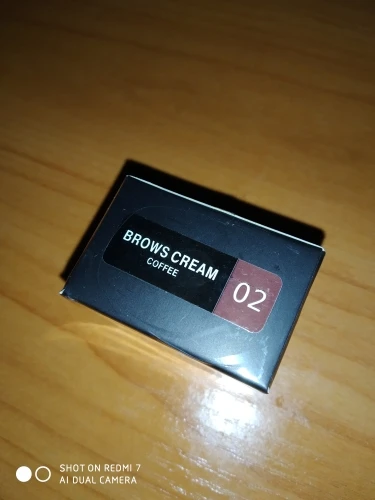 BROWS CREAM
COFFEE
02
SHOT ON REDMI 7
AI DUAL CAMERA